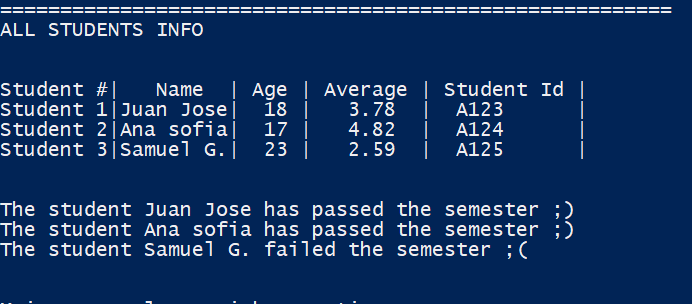 ========================================================
ALL STUDENTS INFO
Student #|   Name  | Age | Average | Student Id |
Student 1|Juan Jose|  18 |   3.78  |  A123      |
Student 2|Ana sofia|  17 |   4.82  |  A124      |
Student 3|Samuel G.|  23 |   2.59  |  A125      |
The student Juan Jose has passed the semester ;)
The student Ana sofia has passed the semester ;)
The student Samuel G. failed the semester ;(